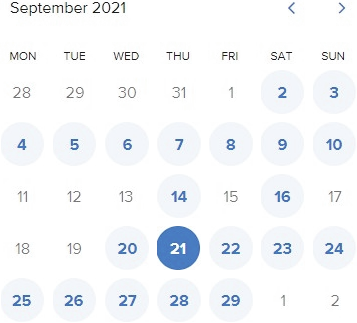 September 2021
MON TUE WED THU FRI SAT SUN
28 29 30 31 1 2 3
4 5 6 7 8 9 10
11 12 13 14 15 16 17
18 19 20 21 22 23 24
25 26 27 28 29 1 2